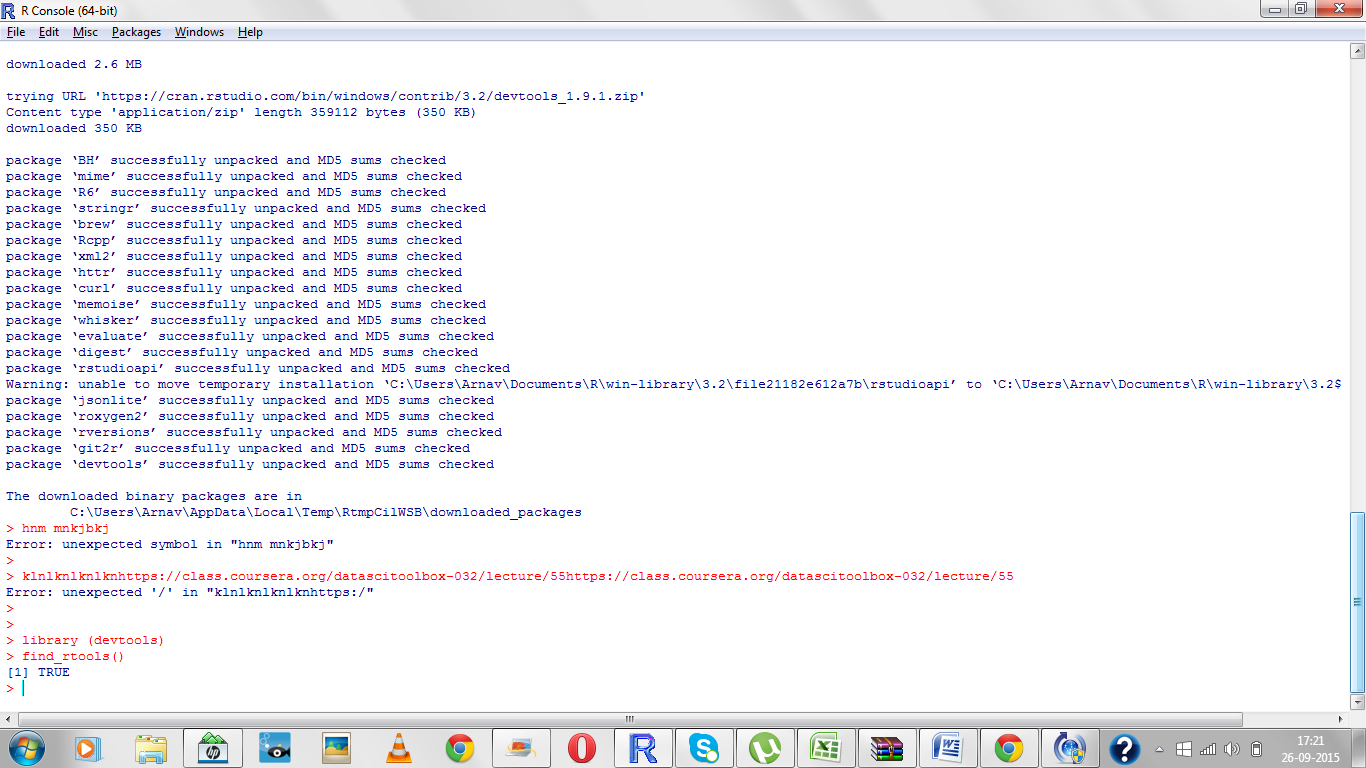 R Console (64-bit)
File Edit Misc Packages Windows Help
downloaded 2.6 MB
trying URL 'https://cran.rstudio.com/bin/windows/contrib/3.2/devtools_1.9.1.zip'
Content type 'application/zip' length 359112 bytes (350 KB)
downloaded 350 KB
package ‘BH’ successfully unpacked and MD5 sums checked
package ‘mime’ successfully unpacked and MD5 sums checked
package ‘R6’ successfully unpacked and MD5 sums checked
package ‘stringr’ successfully unpacked and MD5 sums checked
package ‘brew’ successfully unpacked and MD5 sums checked
package ‘Rcpp’ successfully unpacked and MD5 sums checked
package ‘xml2’ successfully unpacked and MD5 sums checked
package ‘httr’ successfully unpacked and MD5 sums checked
package ‘curl’ successfully unpacked and MD5 sums checked
package ‘memoise’ successfully unpacked and MD5 sums checked
package ‘whisker’ successfully unpacked and MD5 sums checked
package ‘evaluate’ successfully unpacked and MD5 sums checked
package ‘digest’ successfully unpacked and MD5 sums checked
package ‘rstudioapi’ successfully unpacked and MD5 sums checked
Warning: unable to move temporary installation ‘C:\Users\Arnav\Documents\R\win-library\3.2\file21182e612a7b\rstudioapi’ to ‘C:\Users\Arnav\Documents\R\win-library\3.2$
package ‘jsonlite’ successfully unpacked and MD5 sums checked
package ‘roxygen2’ successfully unpacked and MD5 sums checked
package ‘rversions’ successfully unpacked and MD5 sums checked
package ‘git2r’ successfully unpacked and MD5 sums checked
package ‘devtools’ successfully unpacked and MD5 sums checked
The downloaded binary packages are in
C:\Users\Arnav\AppData\Local\Temp\RtmpCilWSB\downloaded_packages
> hnm mnkjbkj
Error: unexpected symbol in "hnm mnkjbkj"
>
> klnlknlknlknhttps://class.coursera.org/datascitoolbox-032/lecture/55https://class.coursera.org/datascitoolbox-032/lecture/55
Error: unexpected '/' in "klnlknlknlknhttps:/"
>
>
> library (devtools)
> find_rtools()
[1] TRUE
>
17:21
26-09-2015